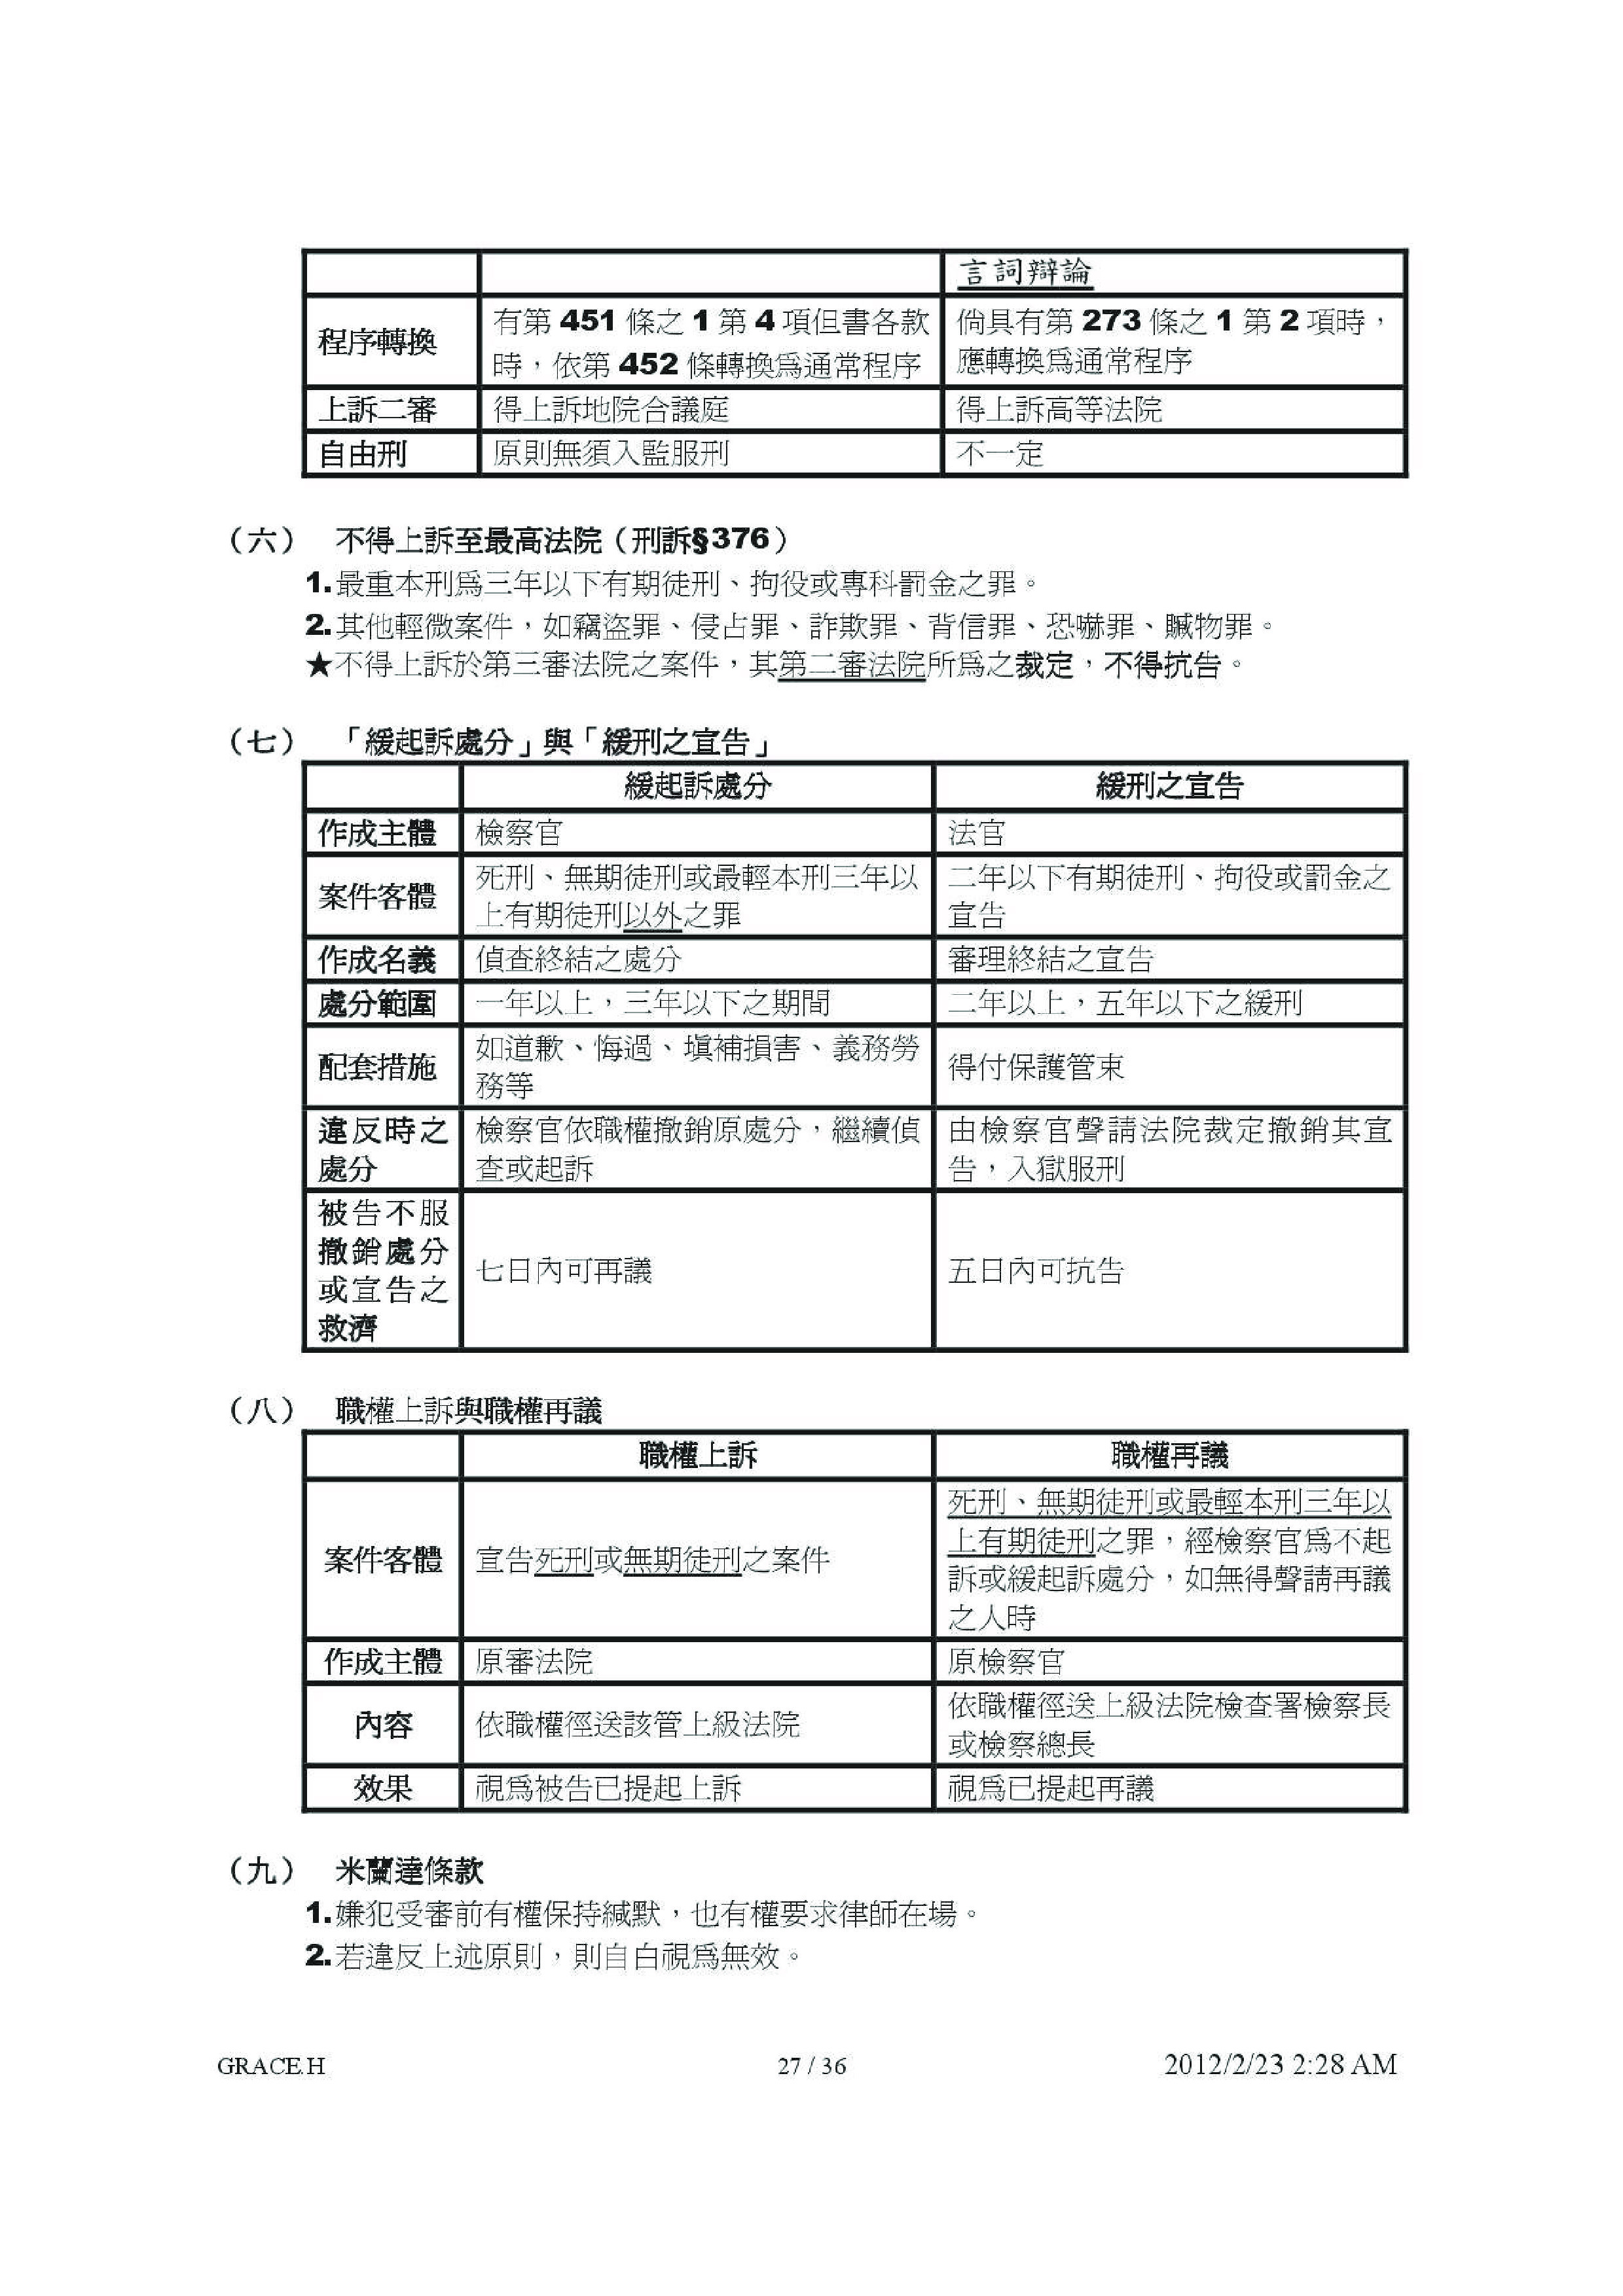 言詞辯論
程序轉換
有第 451 條之 1 第 4 項但書各款
時，依第 452 條轉換為通常程序
倘具有第 273 條之 1 第 2 項時，
應轉換為通常程序
上訴二審 得上訴地院合議庭 得上訴高等法院
自由刑 原則無須入監服刑 不一定
（六） 不得上訴至最高法院（刑訴§376）
1.最重本刑為三年以下有期徒刑、拘役或專科罰金之罪。
2.其他輕微案件，如竊盜罪、侵占罪、詐欺罪、背信罪、恐嚇罪、贓物罪。
★不得上訴於第三審法院之案件，其第二審法院所為之裁定，不得抗告。
（七） 「緩起訴處分」與「緩刑之宣告」
緩起訴處分 緩刑之宣告
作成主體 檢察官 法官
案件客體
死刑、無期徒刑或最輕本刑三年以
上有期徒刑以外之罪
二年以下有期徒刑、拘役或罰金之
宣告
作成名義 偵查終結之處分 審理終結之宣告
處分範圍 一年以上，三年以下之期間 二年以上，五年以下之緩刑
配套措施
如道歉、悔過、填補損害、義務勞
務等
得付保護管束
違反時之
處分
檢察官依職權撤銷原處分，繼續偵
查或起訴
由檢察官聲請法院裁定撤銷其宣
告，入獄服刑
被告不服
撤銷處分
或宣告之
救濟
七日內可再議
五日內可抗告
（八） 職權上訴與職權再議
職權上訴 職權再議
案件客體
宣告死刑或無期徒刑之案件
死刑、無期徒刑或最輕本刑三年以
上有期徒刑之罪，經檢察官為不起
訴或緩起訴處分，如無得聲請再議
之人時
作成主體 原審法院 原檢察官
內容
依職權徑送該管上級法院
依職權徑送上級法院檢查署檢察長
或檢察總長
效果 視為被告已提起上訴 視為已提起再議
（九） 米蘭達條款
1.嫌犯受審前有權保持緘默，也有權要求律師在場。
2.若違反上述原則，則自白視為無效。
GRACE.H 27 / 36 2012/2/23 2:28 AM